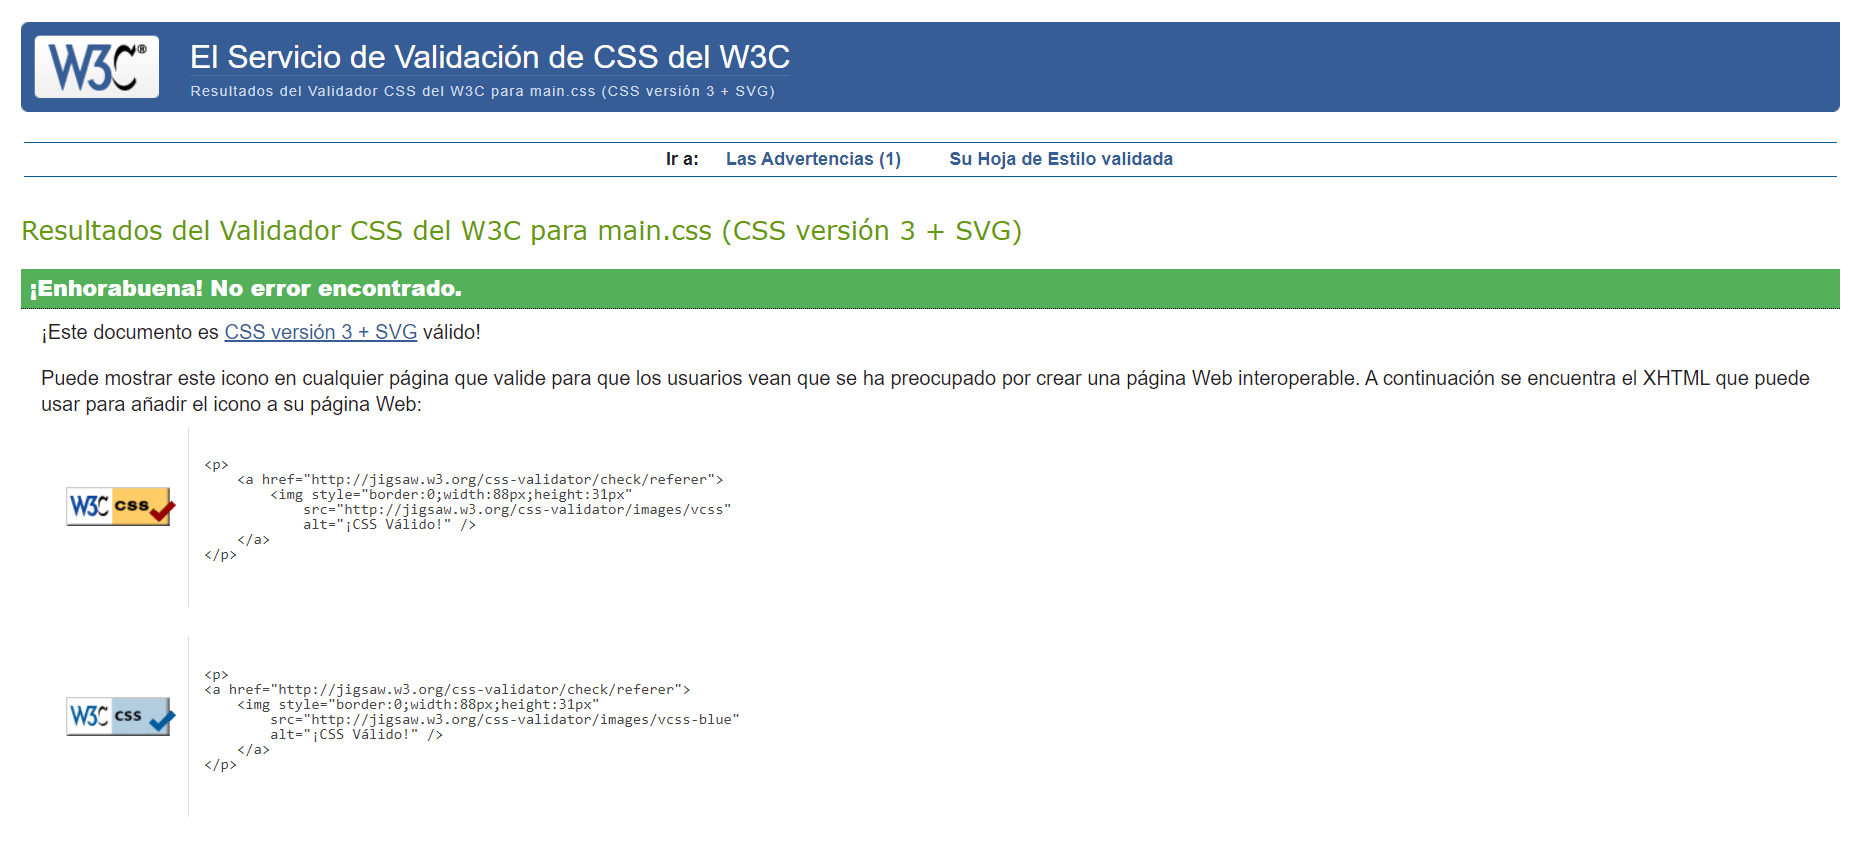 W3C®
El Servicio de Validación de CSS del W3C
Resultados del Validador CSS del W3C para main.css (CSS versión 3 + SVG)
Ir a: Las Advertencias (1) Su Hoja de Estilo validada
Resultados del Validador CSS del W3C para main.css (CSS versión 3 + SVG)
¡Enhorabuena! No error encontrado.
¡Este documento es CSS versión 3 + SVG válido!
Puede mostrar este icono en cualquier página que valide para que los usuarios vean que se ha preocupado por crear una página Web interoperable. A continuación se encuentra el XHTML que puede
usar para añadir el icono a su página Web:
W3C css
<p>
<a href="http://jigsaw.w3.org/css-validator/check/referer">
<img style="border:0;width:88px;height:31px"
src="http://jigsaw.w3.org/css-validator/images/vcss"
alt="¡CSS Válido!" />
</a>
</p>
W3C css
<p>
<a href="http://jigsaw.w3.org/css-validator/check/referer">
<img style="border:0;width:88px;height:31px"
src="http://jigsaw.w3.org/css-validator/images/vcss-blue"
alt="¡CSS Válido!" />
</a>
</p>